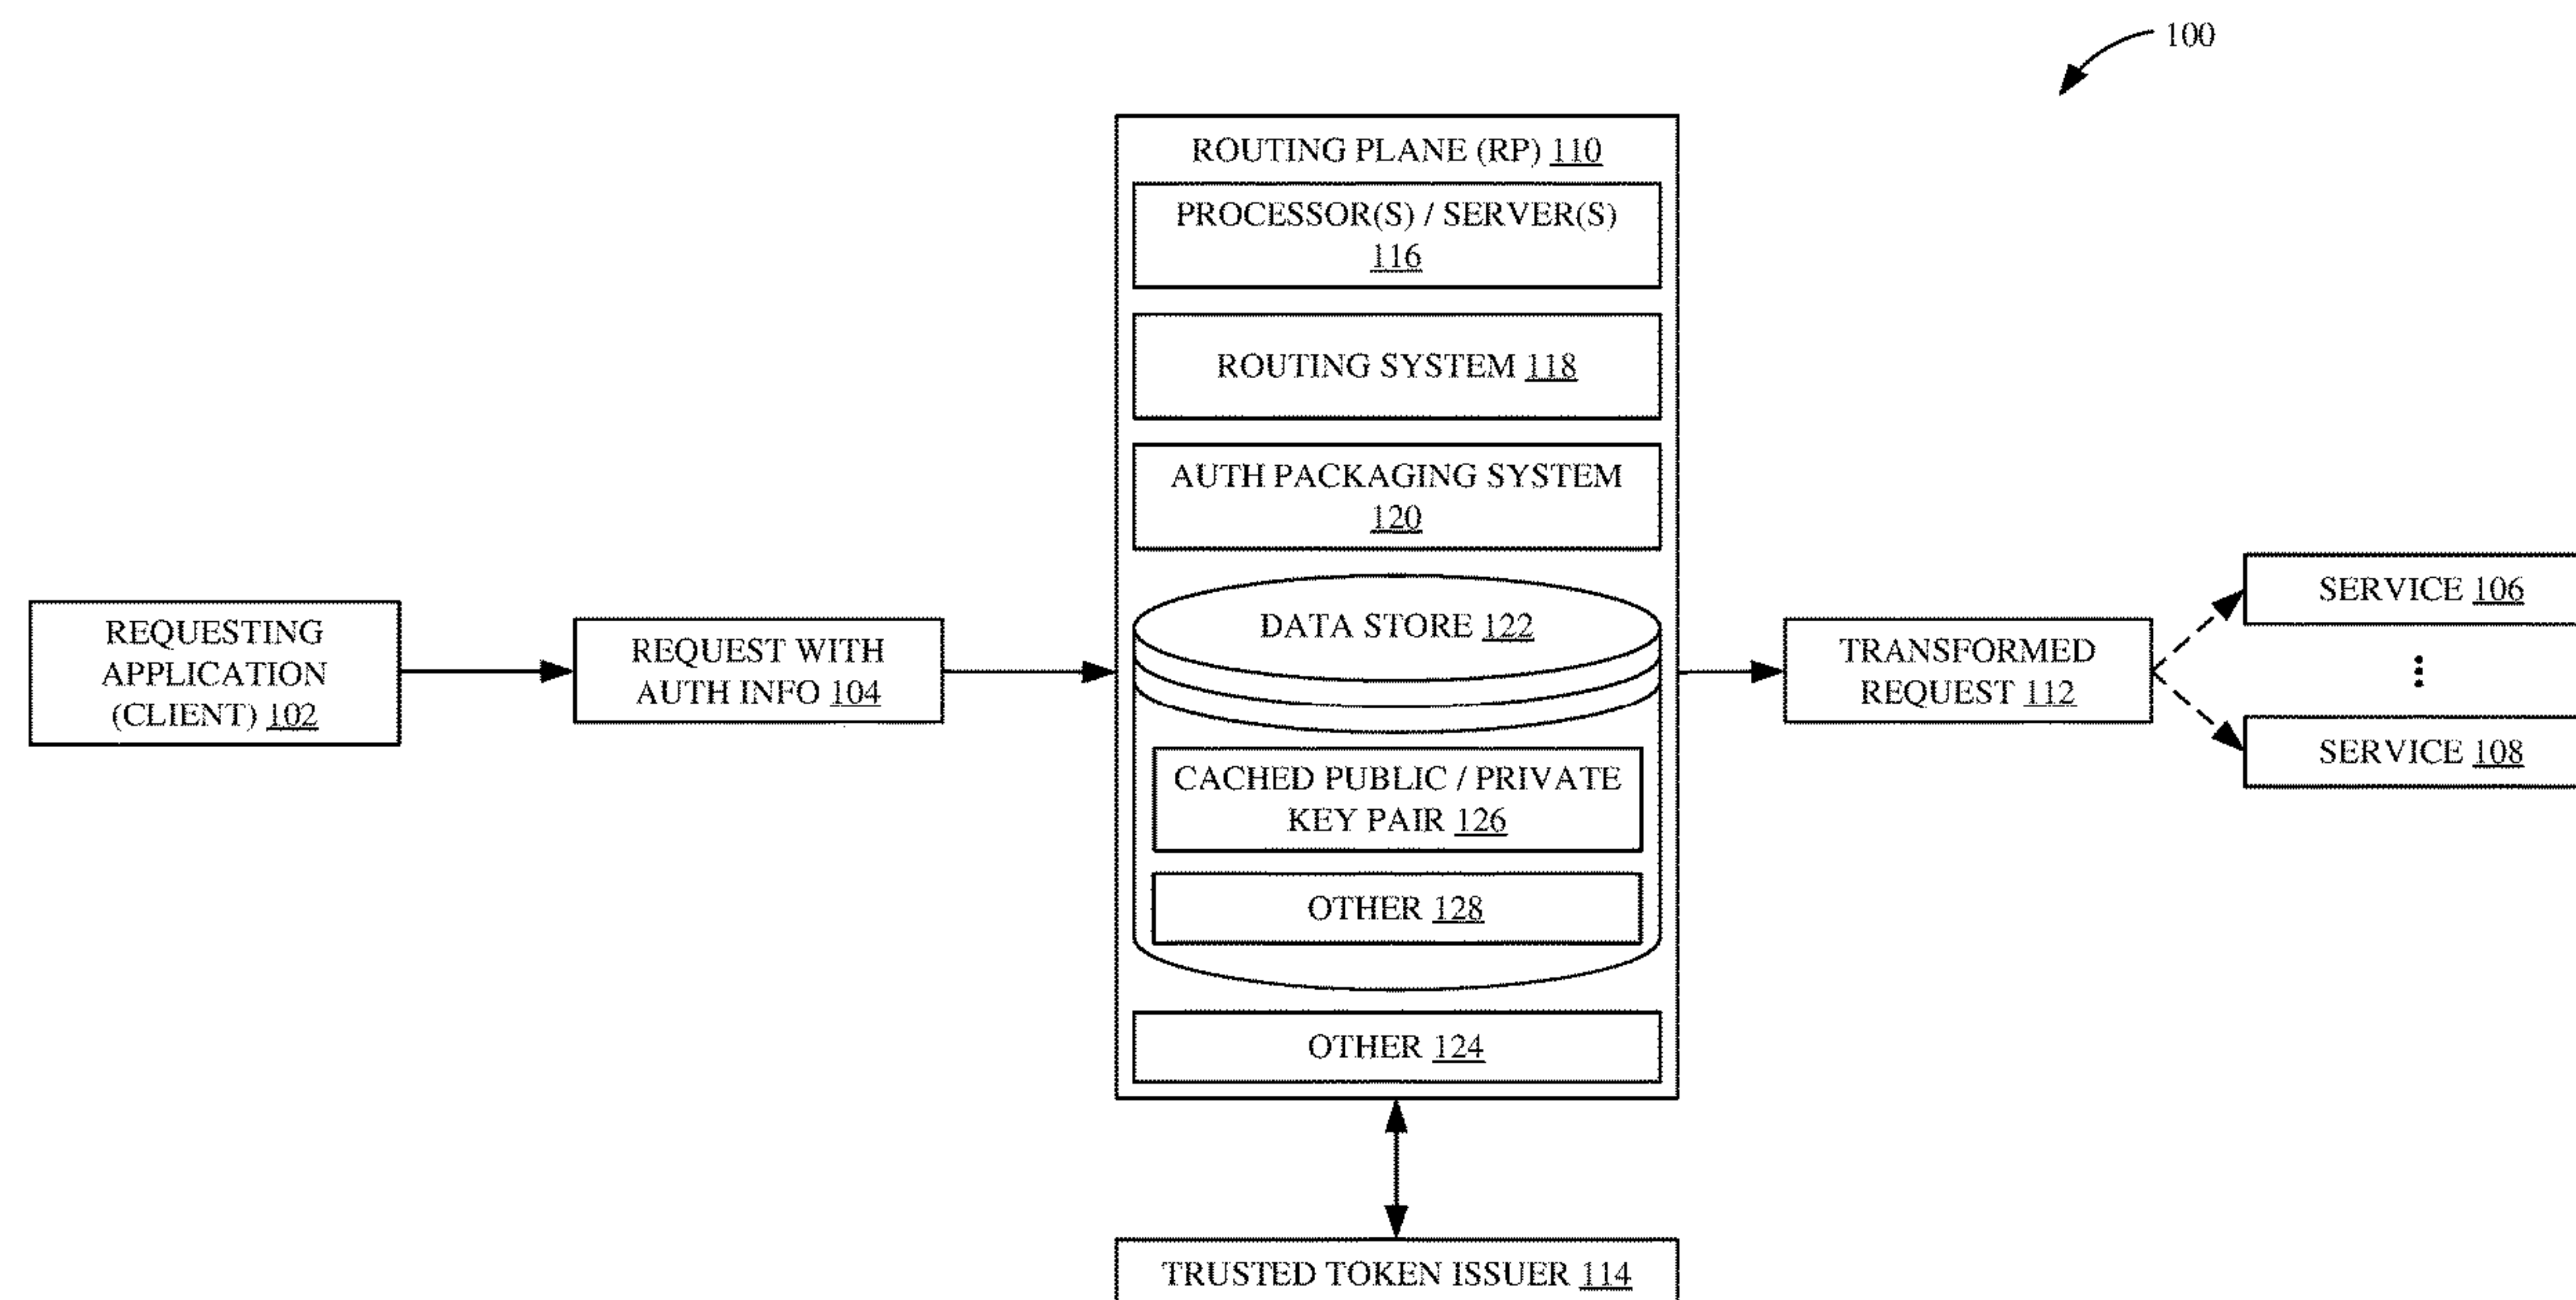 100
ROUTING PLANE (RP) 110
PROCESSOR(S) / SERVER(S)
116
ROUTING SYSTEM 118
AUTH PACKAGING SYSTEM
120
DATA STORE 122
CACHED PUBLIC / PRIVATE
KEY PAIR 126
OTHER 128
OTHER 124
REQUESTING
APPLICATION
(CLIENT) 102
REQUEST WITH
AUTH INFO 104
TRANSFORMED
REQUEST 112
SERVICE 106
SERVICE 108
TRUSTED TOKEN ISSUER 114